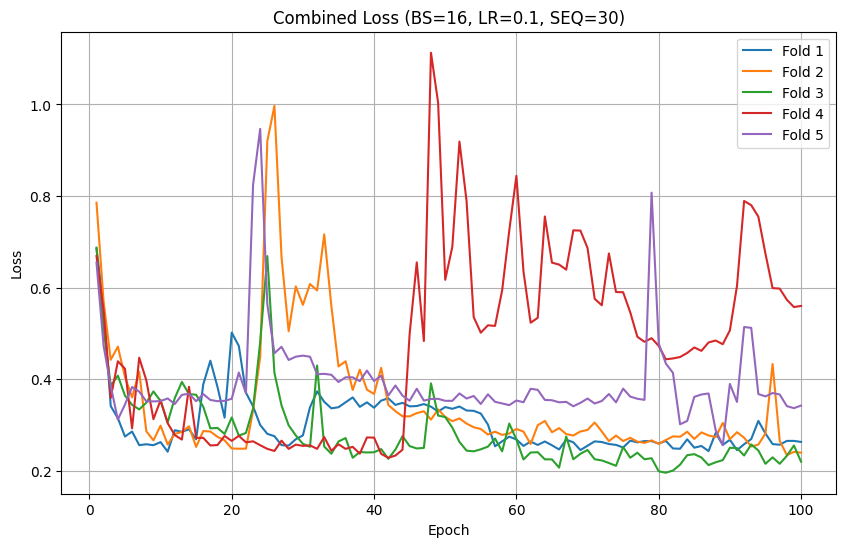 Combined Loss (BS=16, LR=0.1, SEQ=30)
Fold 1
Fold 2
Fold 3
Fold 4
Fold 5
Loss
1.0
0.8
0.6
0.4
0.2
0
20
40
60
80
100
Epoch